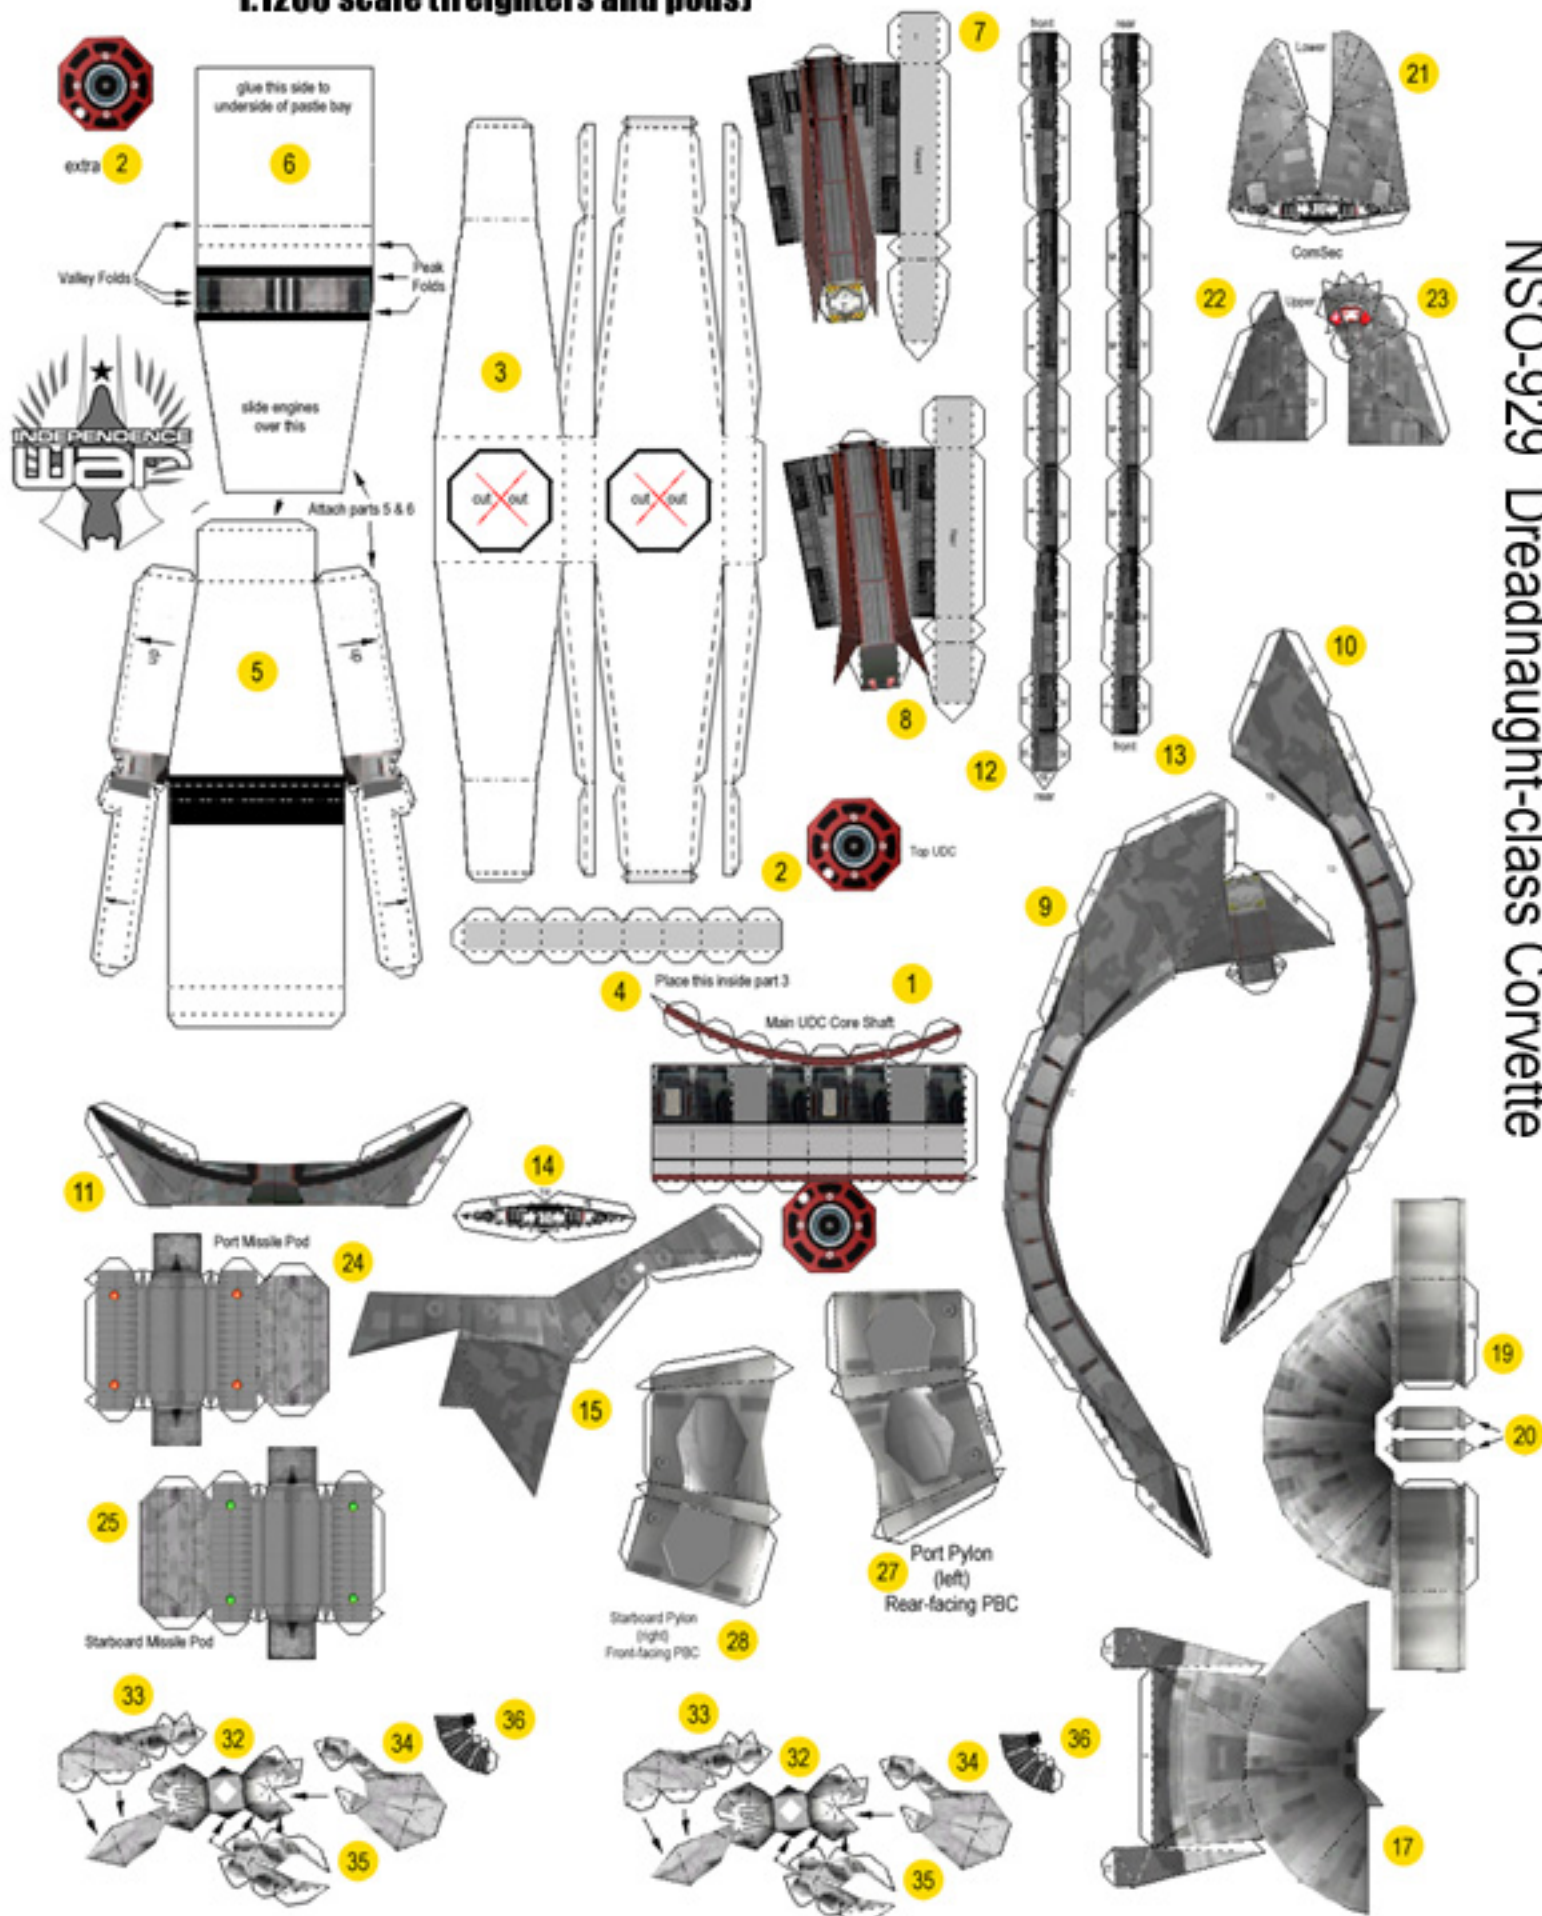 1:1200 scale (freighters and pods)
NSO-929 Dreadnaught-class Corvette
extra 2
glue this side to
underside of pastie bay
6
Valley Folds
Peak
Folds
slide engines
over this
INDEPENDENCE
WAR
Attach parts 5 & 6
5
3
cut out
cut out
7
Forward
8
Rear
front
rear
12
rear
13
front
Lower
21
ComSec
22
Upper
23
10
9
2
Top UDC
4
Place this inside part 3
1
Main UDC Core Shaft
11
14
Port Missile Pod
24
15
25
Starboard Missile Pod
Starboard Pylon
(right)
Front-facing PBC
28
27
Port Pylon
(left)
Rear-facing PBC
19
20
17
33
32
34
36
35
33
32
34
36
35